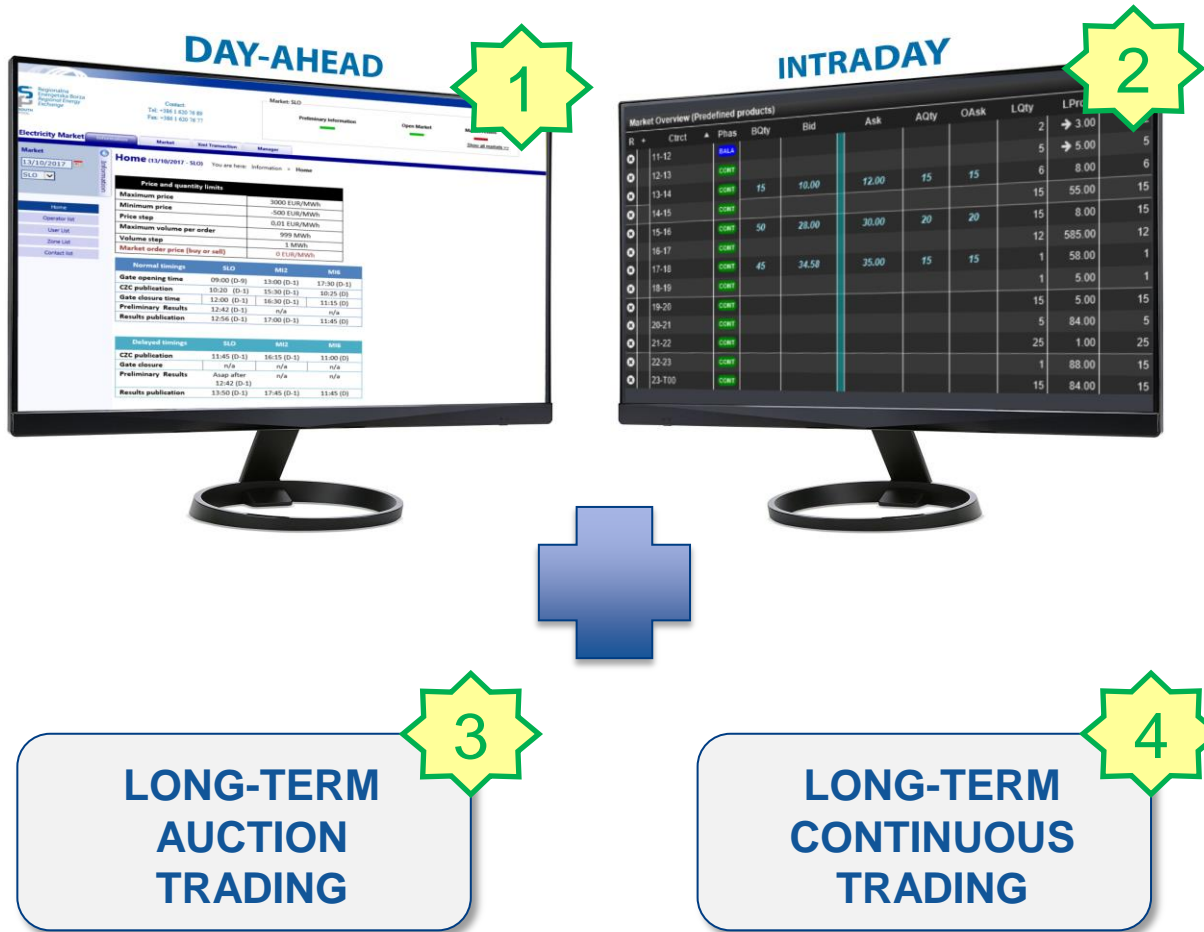 DAY-AHEAD
1
Regionalna
Energetska Borza
Regional Energy
Exchange
Contact
Market: SLO
Preliminary Information
Open Market
Electricity Market
Market
Manager
Market
13/10/2017
SLO
Information
Home (13/10/2017 - SLO) You are here: Information > Home
Home
Operator list
User List
Zone List
Contact list
Price and quantity limits
Maximum price 3000 EUR/MWh
Minimum price -500 EUR/MWh
Price step 0,01 EUR/MWh
Maximum volume per order 999 MWh
Volume step 1 MWh
Market order price (buy or sell) 0 EUR/MWh
Normal timings SLO MI2 MI6
Gate opening time 09:00 (D-9) 13:00 (D-1) 17:30 (D-1)
CZC publication 10:20 (D-1) 15:30 (D-1) 10:25 (D)
Gate closure time 12:00 (D-1) 16:30 (D-1) 11:15 (D)
Preliminary Results 12:42 (D-1) n/a n/a
Results publication 12:56 (D-1) 17:00 (D-1) 11:45 (D)
Delayed timings SLO MI2 MI6
CZC publication 11:45 (D-1) 16:15 (D-1) 11:00 (D)
Gate closure n/a n/a n/a
Preliminary Results Asap after n/a n/a
12:42 (D-1)
Results publication 13:50 (D-1) 17:45 (D-1) 11:45 (D)
INTRADAY
2
Market Overview (Predefined products)
R + Ctrct ▲ Phas BQty Bid Ask AQty OAsk LQty
11-12 BALA 2 → 3.00
12-13 CONT 5 → 5.00 5
13-14 CONT 15 10.00 12.00 15 15 6 8.00 6
14-15 CONT 15 55.00 15
15-16 CONT 50 28.00 30.00 20 20 15 8.00 15
16-17 CONT 12 585.00 12
17-18 CONT 45 34.58 35.00 15 15 1 58.00 1
18-19 CONT 1 5.00 1
19-20 CONT 15 5.00 15
20-21 CONT 5 84.00 5
21-22 CONT 25 1.00 25
22-23 CONT 1 88.00 15
23-T00 CONT 15 84.00 15
3
LONG-TERM
AUCTION
TRADING
4
LONG-TERM
CONTINUOUS
TRADING